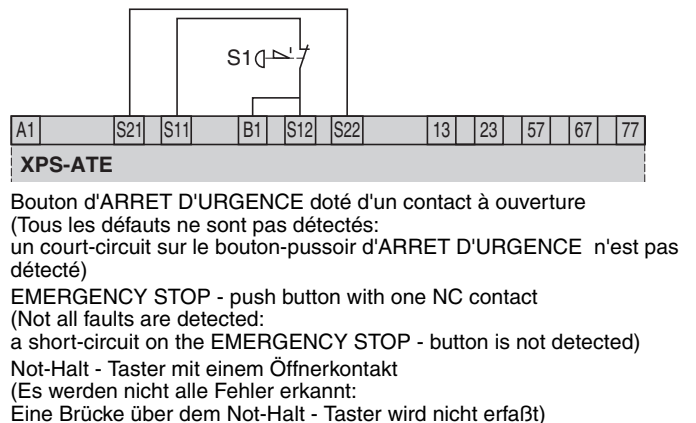 S1
A1 S21 S11 B1 S12 S22 13 23 57 67 77
XPS-ATE
Bouton d'ARRET D'URGENCE doté d'un contact à ouverture
(Tous les défauts ne sont pas détectés:
un court-circuit sur le bouton-pussoir d'ARRET D'URGENCE n'est pas
détecté)
EMERGENCY STOP - push button with one NC contact
(Not all faults are detected:
a short-circuit on the EMERGENCY STOP - button is not detected)
Not-Halt - Taster mit einem Öffnerkontakt
(Es werden nicht alle Fehler erkannt:
Eine Brücke über dem Not-Halt - Taster wird nicht erfaßt)